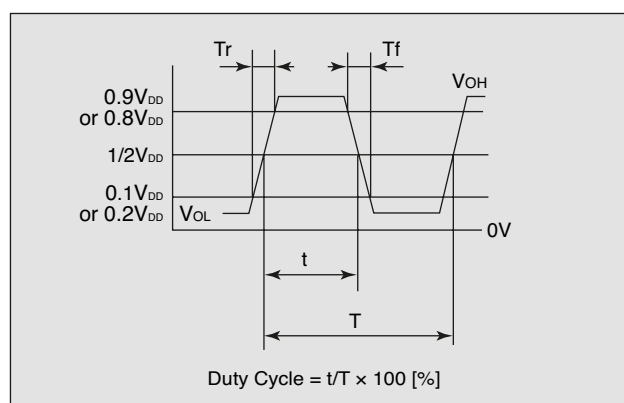 Tr
Tf
0.9VDD
or 0.8VDD
VOH
1/2VDD
0.1VDD
or 0.2VDD
VOL
0V
t
T
Duty Cycle = t/T × 100 [%]